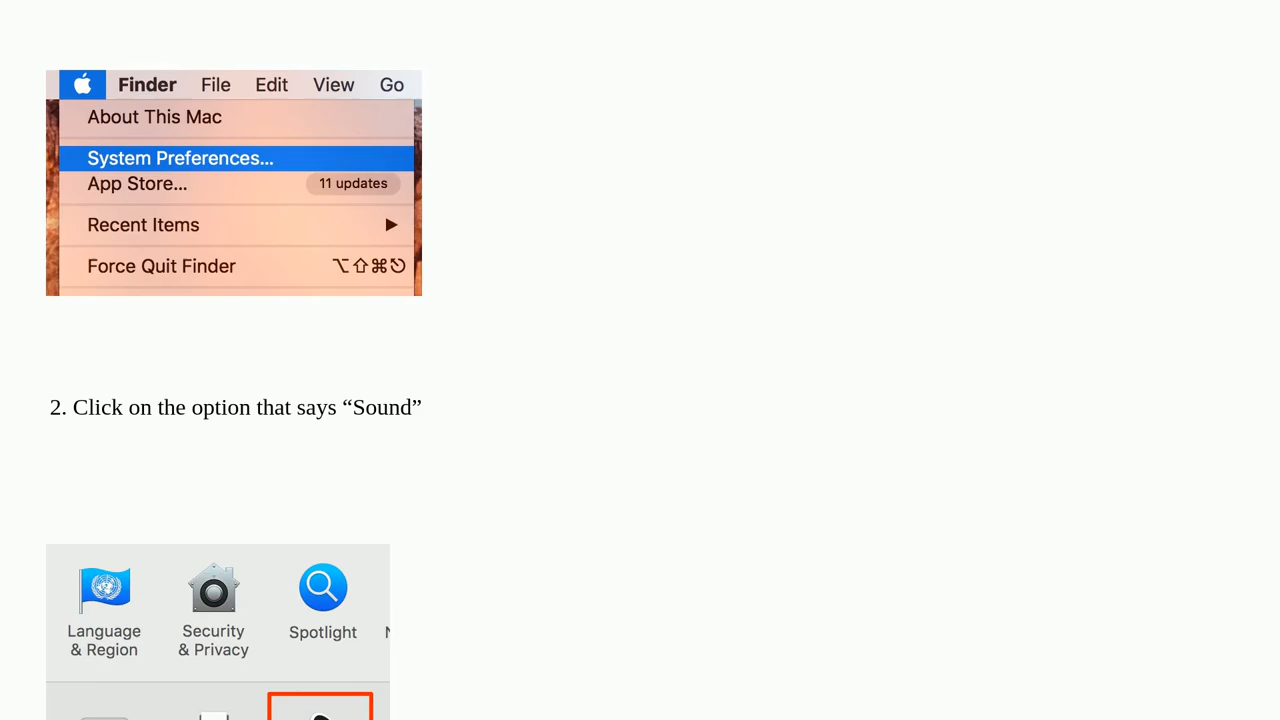 Finder File Edit View Go
About This Mac
System Preferences...
App Store... 11 updates
Recent Items ▶
Force Quit Finder ⌥⇧⌘⎋
2. Click on the option that says “Sound”
Language Security Spotlight
& Region & Privacy